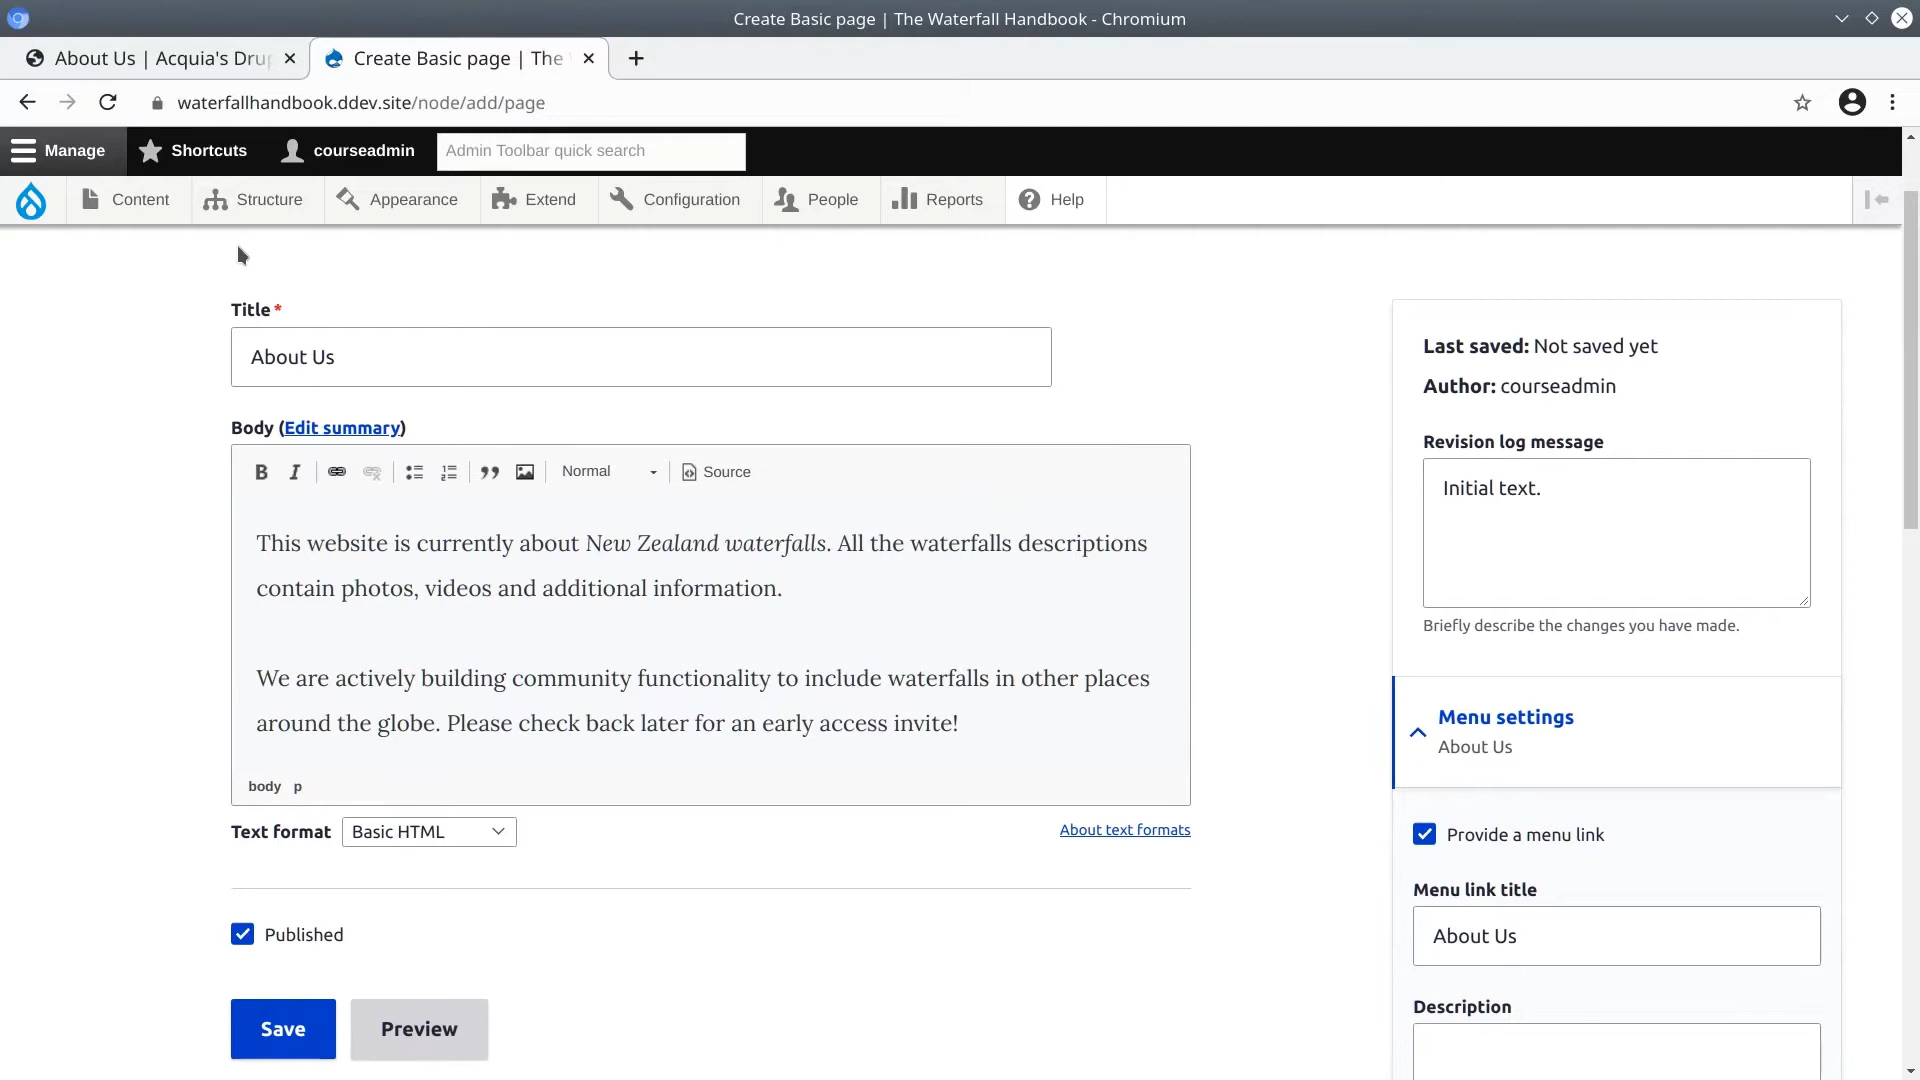 Create Basic page | The Waterfall Handbook - Chromium
About Us | Acquia's Dru
Create Basic page | The
waterfallhandbook.ddev.site/node/add/page
Manage
Shortcuts
courseadmin
Admin Toolbar quick search
Content
Structure
Appearance
Extend
Configuration
People
Reports
Help
Title*
About Us
Body (Edit summary)
B I
Normal
Source
This website is currently about New Zealand waterfalls. All the waterfalls descriptions
contain photos, videos and additional information.
We are actively building community functionality to include waterfalls in other places
around the globe. Please check back later for an early access invite!
body p
Text format
Basic HTML
About text formats
Published
Save
Preview
Last saved: Not saved yet
Author: courseadmin
Revision log message
Initial text.
Briefly describe the changes you have made.
Menu settings
About Us
Provide a menu link
Menu link title
About Us
Description